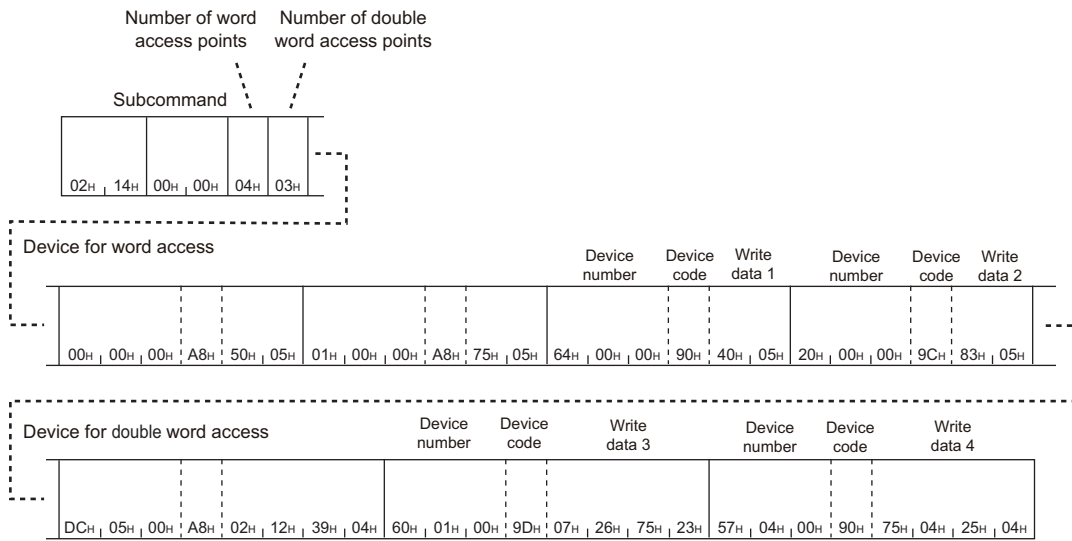 Number of word access points
Number of double word access points
Subcommand
02H 14H 00H 00H 04H 03H
Device for word access
Device number
Device code
Write data 1
Device number
Device code
Write data 2
00H 00H 00H A8H 50H 05H 01H 00H 00H A8H 75H 05H 64H 00H 00H 90H 40H 05H 20H 00H 00H 9CH 83H 05H
Device for double word access
Device number
Device code
Write data 3
Device number
Device code
Write data 4
DCH 05H 00H A8H 02H 12H 39H 04H 60H 01H 00H 9DH 07H 26H 75H 23H 57H 04H 00H 90H 75H 04H 25H 04H